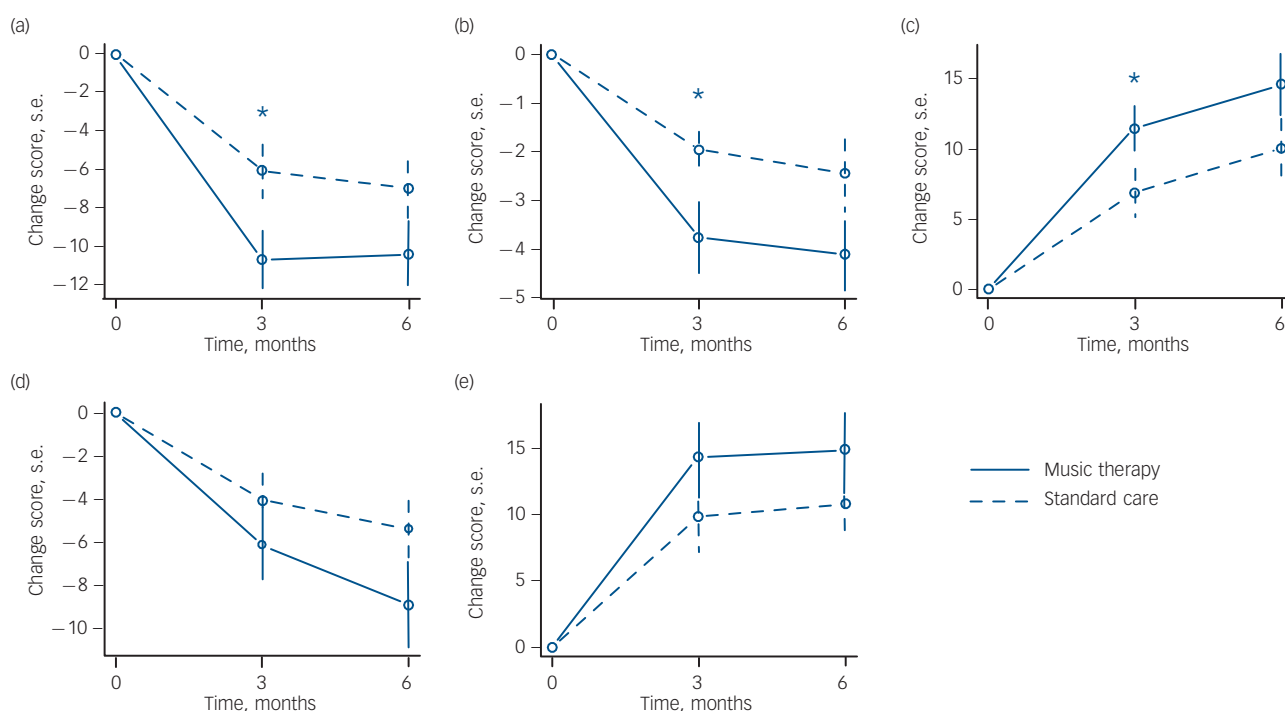 (a)
Change score, s.e.
0
−2
−4
−6
−8
−10
−12
*
0 3 6
Time, months
(b)
Change score, s.e.
0
−1
−2
−3
−4
−5
*
0 3 6
Time, months
(c)
Change score, s.e.
15
10
5
0
*
0 3 6
Time, months
(d)
Change score, s.e.
0
−2
−4
−6
−8
−10
0 3 6
Time, months
(e)
Change score, s.e.
15
10
5
0
0 3 6
Time, months
Music therapy
Standard care